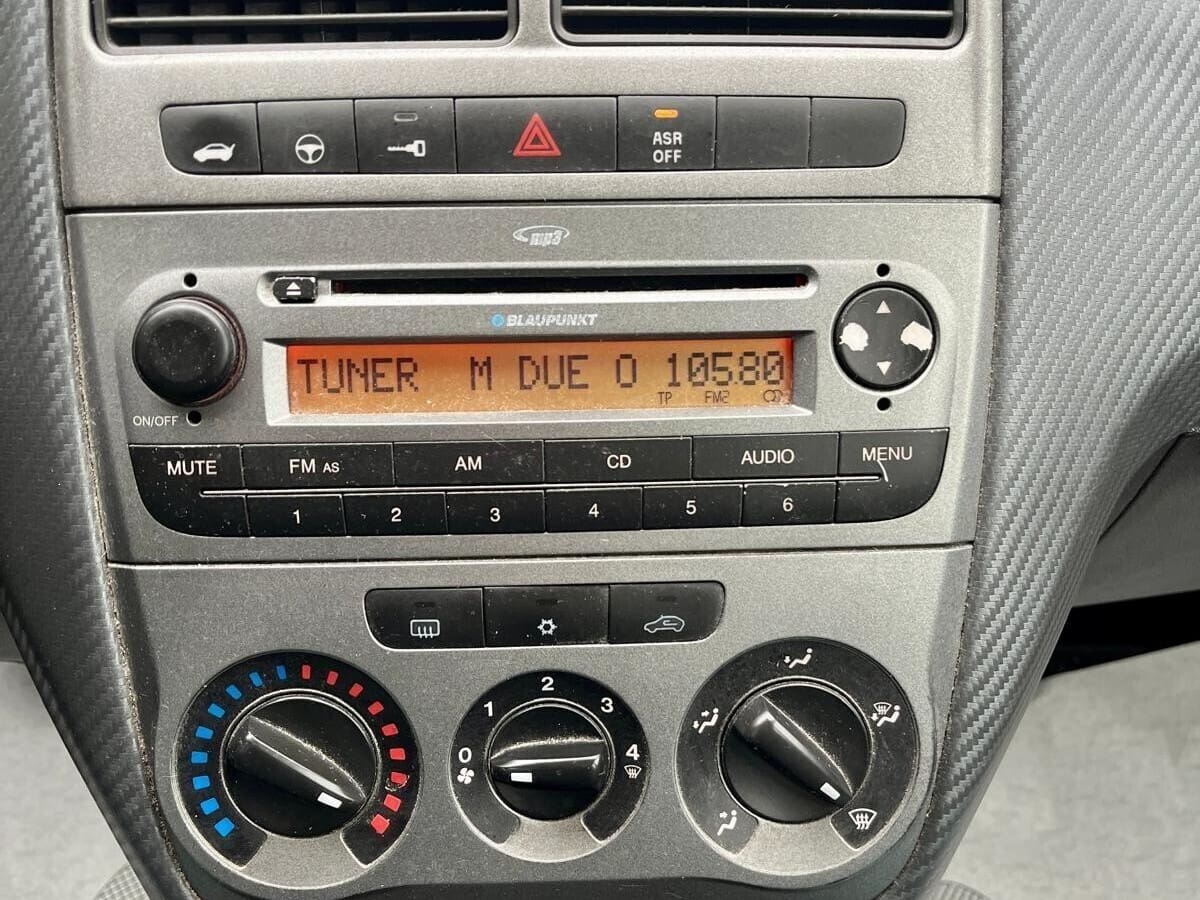 ASR
OFF
mp3
BLAUPUNKT
TUNER M DUE O 105.80
TP FM2
ON/OFF
MUTE FM AS AM CD AUDIO MENU
1 2 3 4 5 6
0 1 2 3 4